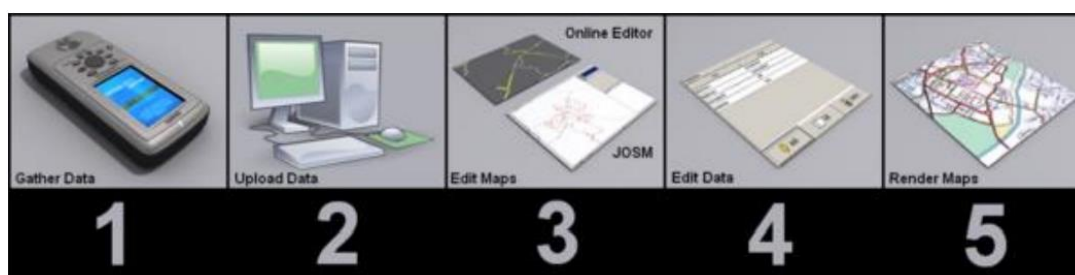 Online Editor
JOSM
Gather Data
Upload Data
Edit Maps
Edit Data
Render Maps
1
2
3
4
5